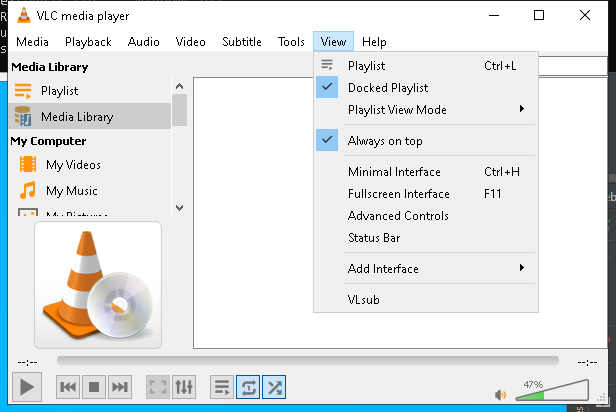 VLC media player
Media Playback Audio Video Subtitle Tools View Help
Media Library
Playlist
Media Library
My Computer
My Videos
My Music
My Pictures
Playlist Ctrl+L
Docked Playlist
Playlist View Mode
Always on top
Minimal Interface Ctrl+H
Fullscreen Interface F11
Advanced Controls
Status Bar
Add Interface
VLsub
--:-- --:--
47%